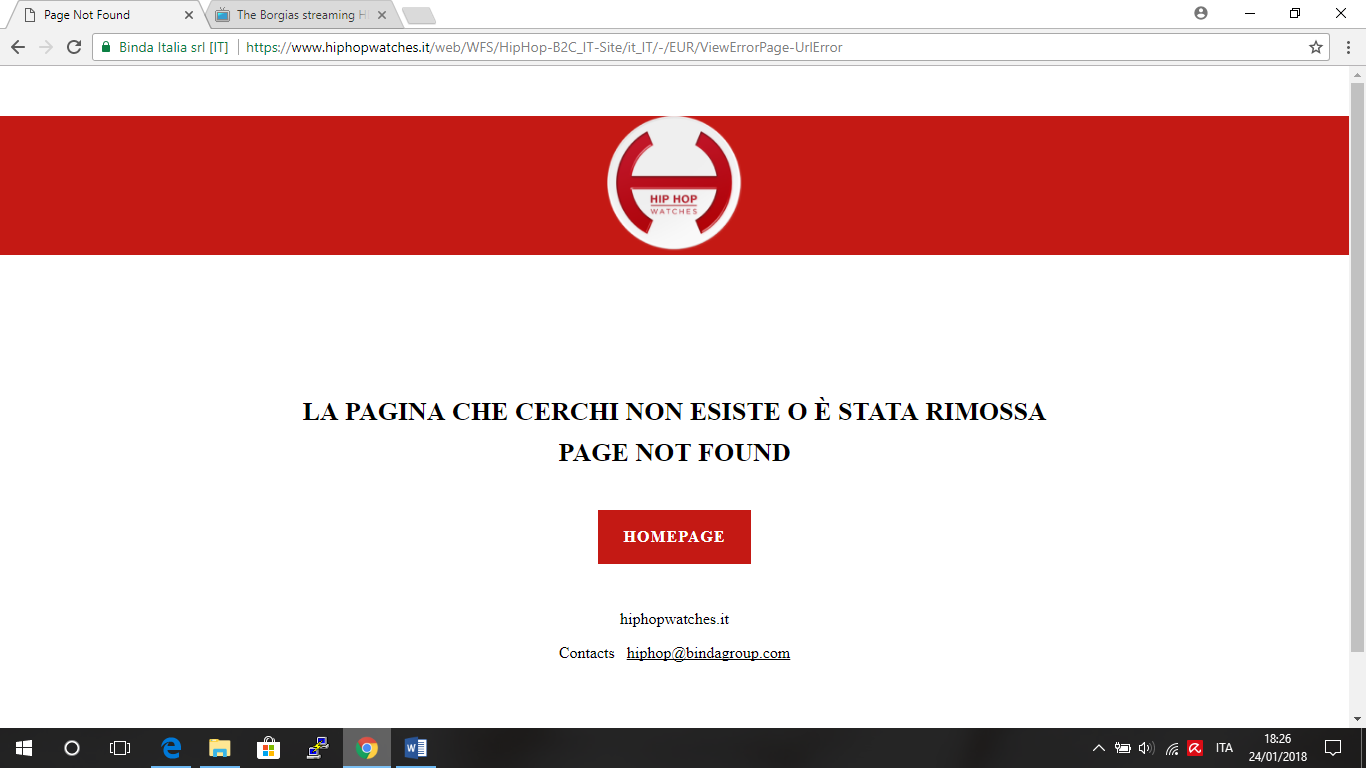 Page Not Found
The Borgias streaming H
Binda Italia srl [IT]
https://www.hiphopwatches.it/web/WFS/HipHop-B2C_IT-Site/it_IT/-/EUR/ViewErrorPage-UrlError
HIP HOP
WATCHES
LA PAGINA CHE CERCHI NON ESISTE O È STATA RIMOSSA
PAGE NOT FOUND
HOMEPAGE
hiphopwatches.it
Contacts hiphop@bindagroup.com
ITA
18:26
24/01/2018